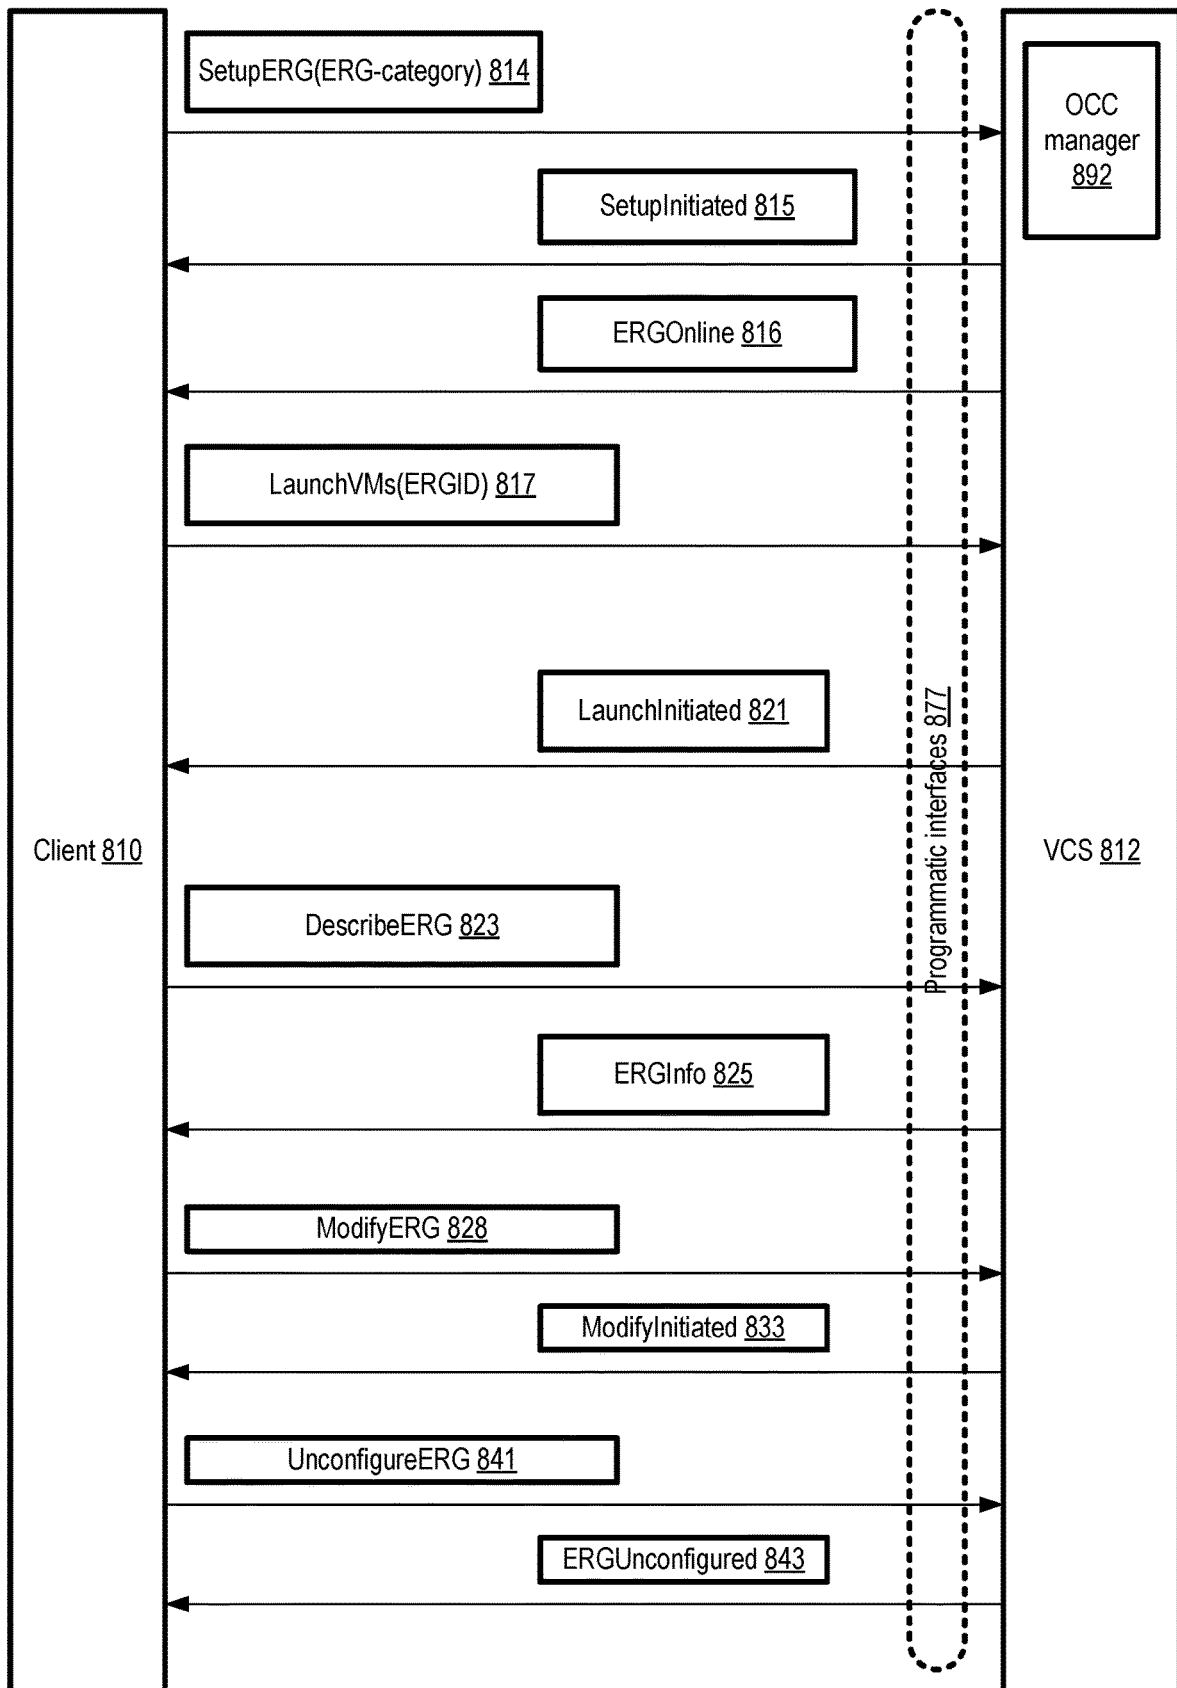 SetupERG(ERG-category) 814
OCC
manager
892
SetupInitiated 815
ERGOnline 816
LaunchVMs(ERGID) 817
LaunchInitiated 821
Programmatic interfaces 877
Client 810
VCS 812
DescribeERG 823
ERGInfo 825
ModifyERG 828
ModifyInitiated 833
UnconfigureERG 841
ERGUnconfigured 843